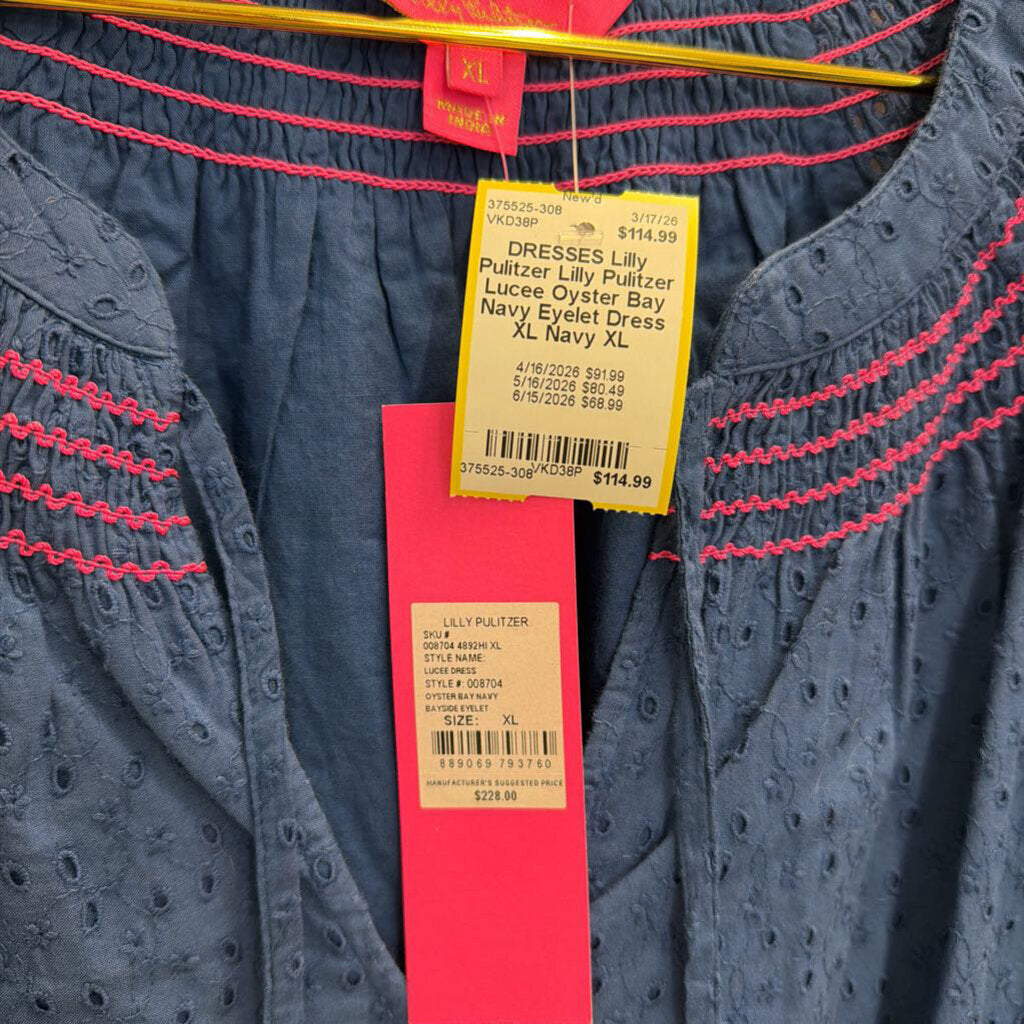 Lilly Pulitzer
XL
MADE IN
INDIA
New'd
375525-308
VKD38P
3/17/26
$114.99
DRESSES Lilly
Pulitzer Lilly Pulitzer
Lucee Oyster Bay
Navy Eyelet Dress
XL Navy XL
4/16/2026 $91.99
5/16/2026 $80.49
6/15/2026 $68.99
375525-308 VKD38P $114.99
LILLY PULITZER
SKU #
008704 4892HI XL
STYLE NAME:
LUCEE DRESS
STYLE #: 008704
OYSTER BAY NAVY
BAYSIDE EYELET
SIZE: XL
889069 793760
MANUFACTURER'S SUGGESTED PRICE
$228.00